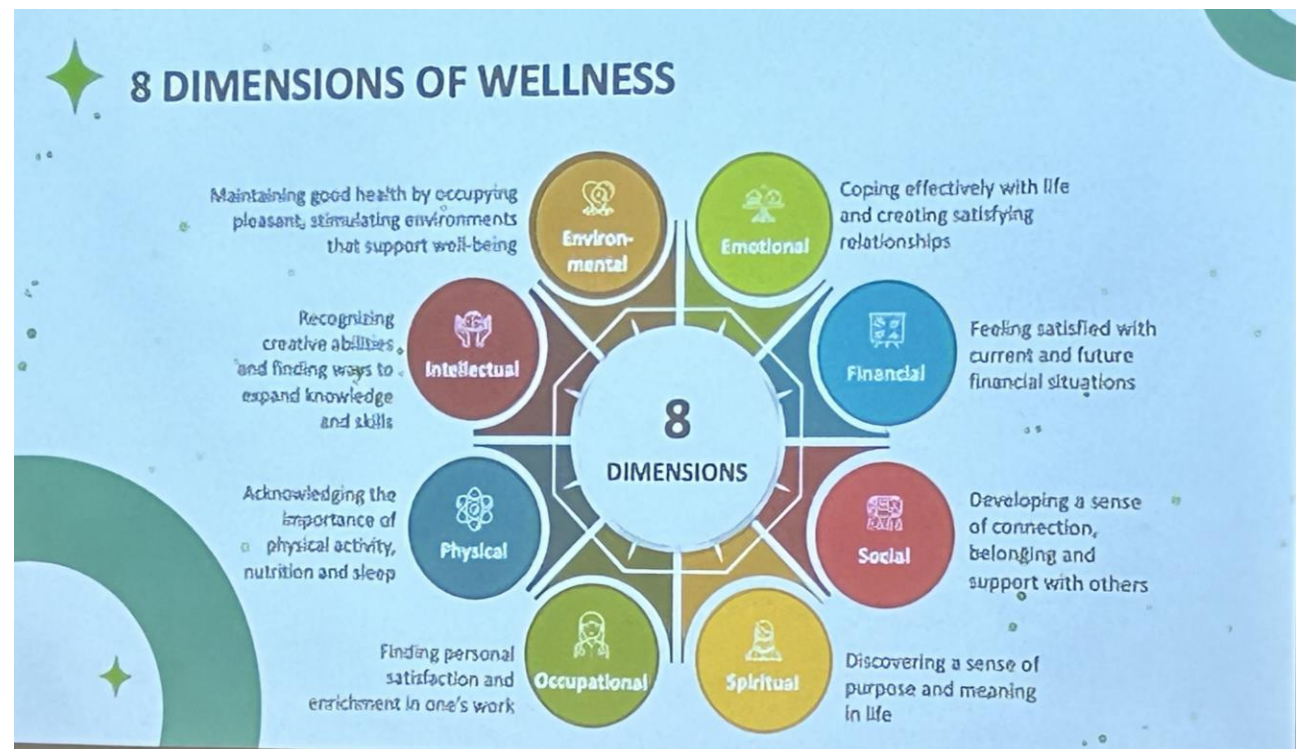 8 DIMENSIONS OF WELLNESS
Maintaining good health by occupying
pleasant, stimulating environments
that support well-being
Environ-
mental
Emotional
Coping effectively with life
and creating satisfying
relationships
Recognizing
creative abilities
and finding ways to
expand knowledge
and skills
Intellectual
Financial
Feeling satisfied with
current and future
financial situations
8
DIMENSIONS
Acknowledging the
importance of
physical activity,
nutrition and sleep
Physical
Social
Developing a sense
of connection,
belonging and
support with others
Finding personal
satisfaction and
enrichment in one's work
Occupational
Spiritual
Discovering a sense of
purpose and meaning
in life